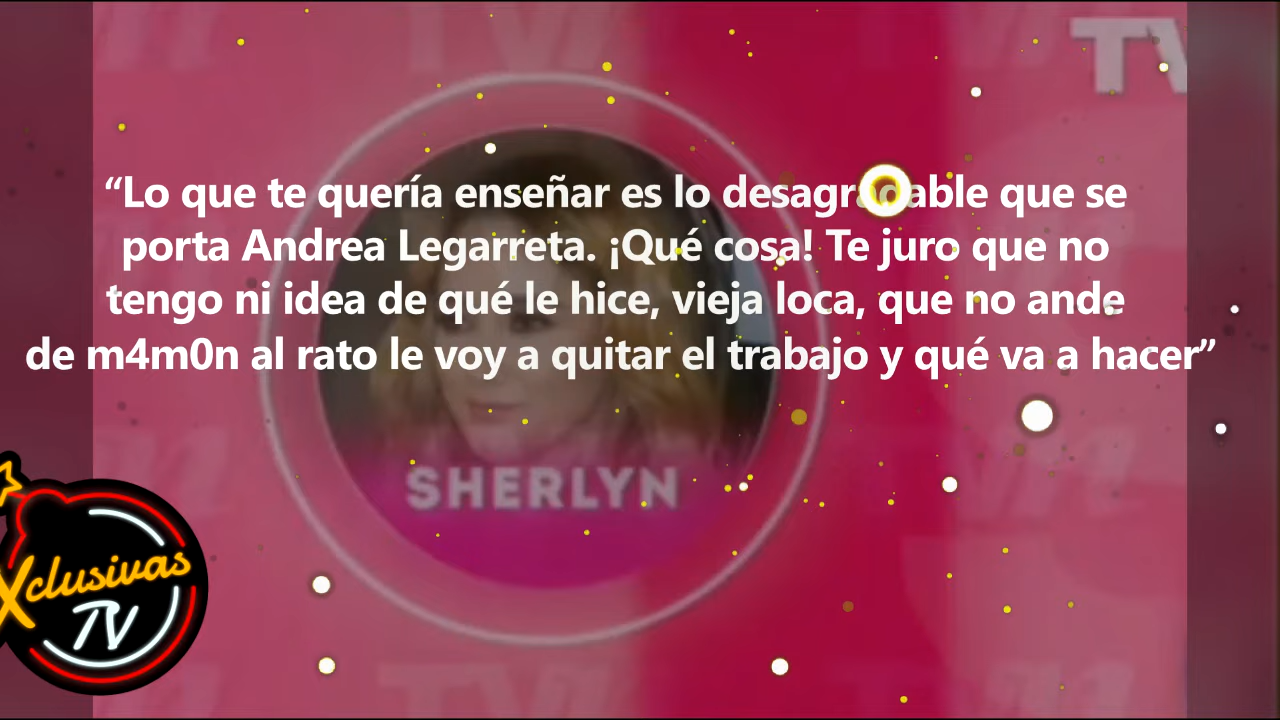 “Lo que te quería enseñar es lo desagradable que se
porta Andrea Legarreta. ¡Qué cosa! Te juro que no
tengo ni idea de qué le hice, vieja loca, que no ande
de m4m0n al rato le voy a quitar el trabajo y qué va a hacer”
SHERLYN
Xclusivas
TV
TV